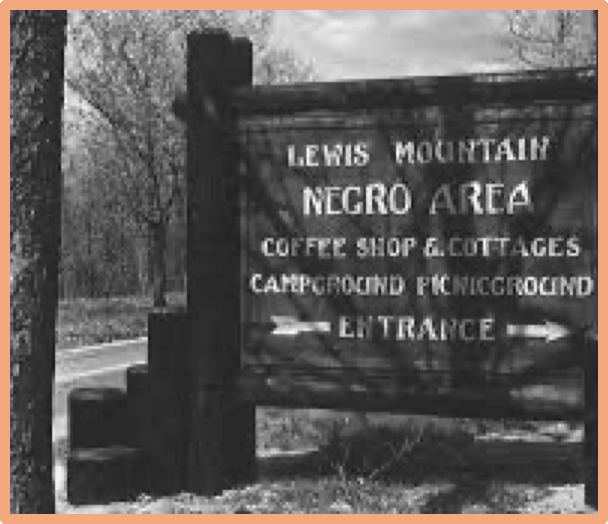 LEWIS MOUNTAIN
NEGRO AREA
COFFEE SHOP & COTTAGES
CAMPGROUND PICNICGROUND
ENTRANCE